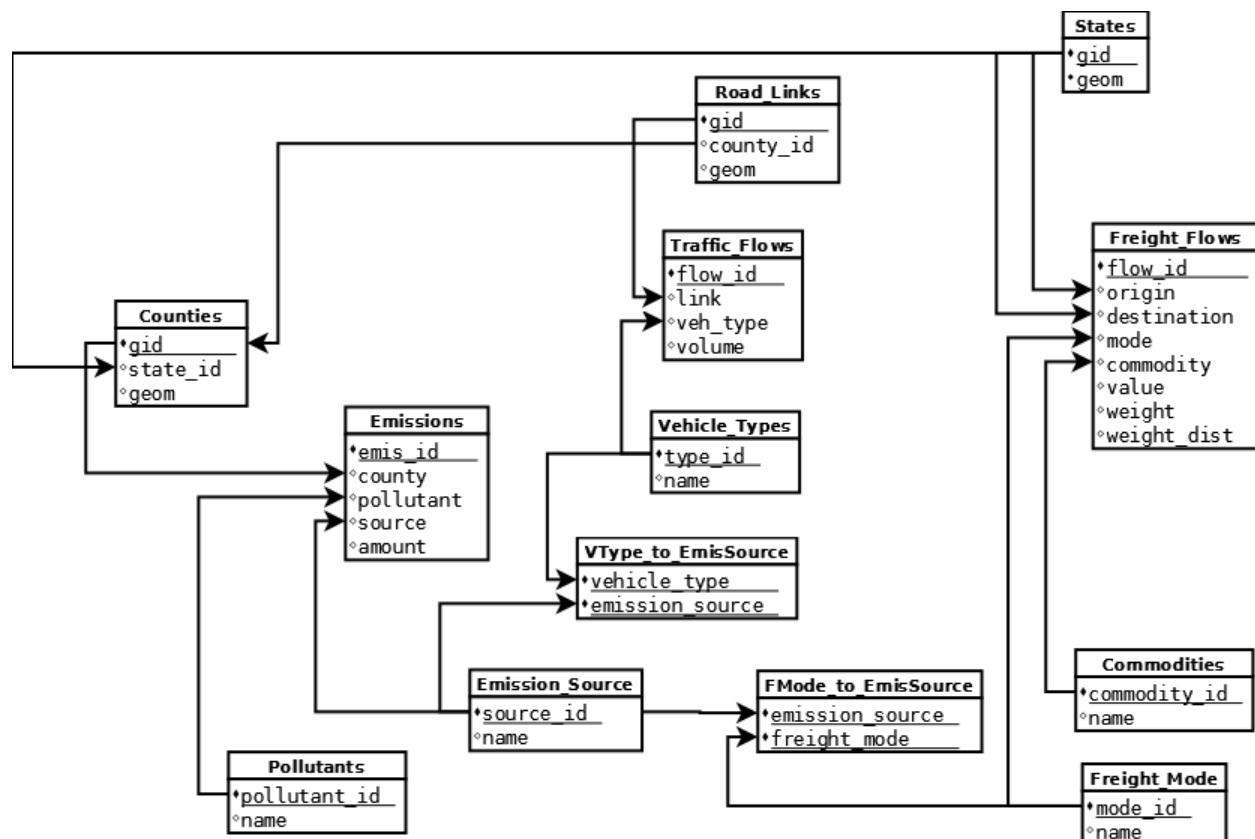 States
gid
geom
Road_Links
gid
county_id
geom
Traffic_Flows
flow_id
link
veh_type
volume
Freight_Flows
flow_id
origin
destination
mode
commodity
value
weight
weight_dist
Counties
gid
state_id
geom
Emissions
emis_id
county
pollutant
source
amount
Vehicle_Types
type_id
name
VType_to_EmisSource
vehicle_type
emission_source
Emission_Source
source_id
name
FMode_to_EmisSource
emission_source
freight_mode
Commodities
commodity_id
name
Pollutants
pollutant_id
name
Freight_Mode
mode_id
name